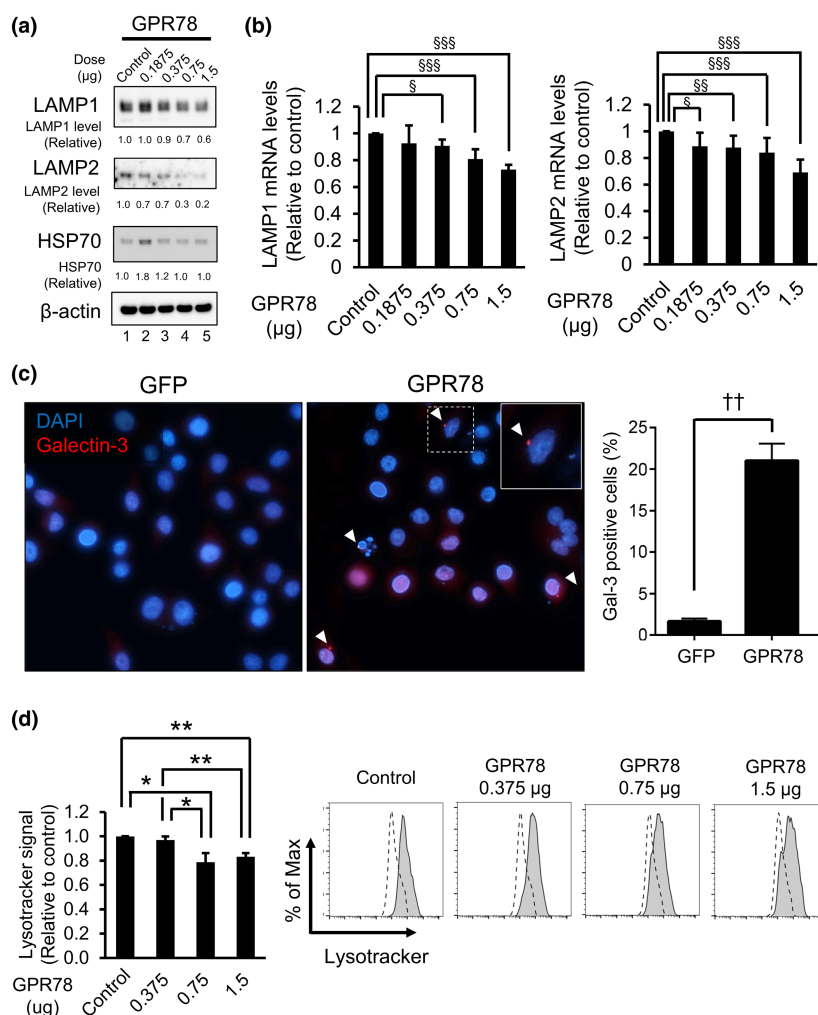 (a)
GPR78
Dose
(μg)
Control
0.1875
0.375
0.75
1.5
LAMP1
LAMP1 level
(Relative)
1.0 1.0 0.9 0.7 0.6
LAMP2
LAMP2 level
(Relative)
1.0 0.7 0.7 0.3 0.2
HSP70
HSP70
(Relative)
1.0 1.8 1.2 1.0 1.0
β-actin
1 2 3 4 5
(b)
§§§
§§§
§
LAMP1 mRNA levels
(Relative to control)
1.2
1
0.8
0.6
0.4
0.2
0
GPR78
(μg)
Control
0.1875
0.375
0.75
1.5
§§§
§§§
§§
§
LAMP2 mRNA levels
(Relative to control)
1.2
1
0.8
0.6
0.4
0.2
0
GPR78
(μg)
Control
0.1875
0.375
0.75
1.5
(c)
GFP
DAPI
Galectin-3
GPR78
††
Gal-3 positive cells (%)
25
20
15
10
5
0
GFP GPR78
(d)
**
**
*
*
Lysotracker signal
(Relative to control)
1.2
1.0
0.8
0.6
0.4
0.2
0.0
GPR78
(ug)
Control
0.375
0.75
1.5
Control
GPR78
0.375 μg
GPR78
0.75 μg
GPR78
1.5 μg
% of Max
Lysotracker